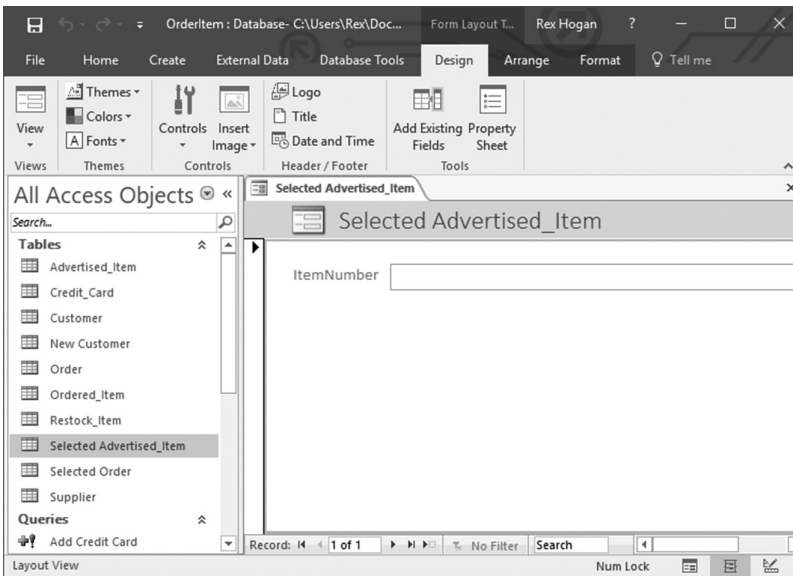 OrderItem : Database- C:\Users\Rex\Doc... Form Layout T... Rex Hogan ?
File Home Create External Data Database Tools Design Arrange Format Tell me
View
Themes
Colors
A Fonts
Controls
Insert Image
Logo
Title
Date and Time
Add Existing Fields
Property Sheet
Views Themes Controls Header / Footer Tools
All Access Objects «
Search...
Tables
Advertised_Item
Credit_Card
Customer
New Customer
Order
Ordered_Item
Restock_Item
Selected Advertised_Item
Selected Order
Supplier
Queries
Add Credit Card
Selected Advertised_Item
Selected Advertised_Item
ItemNumber
Record: 1 of 1 No Filter Search
Layout View Num Lock